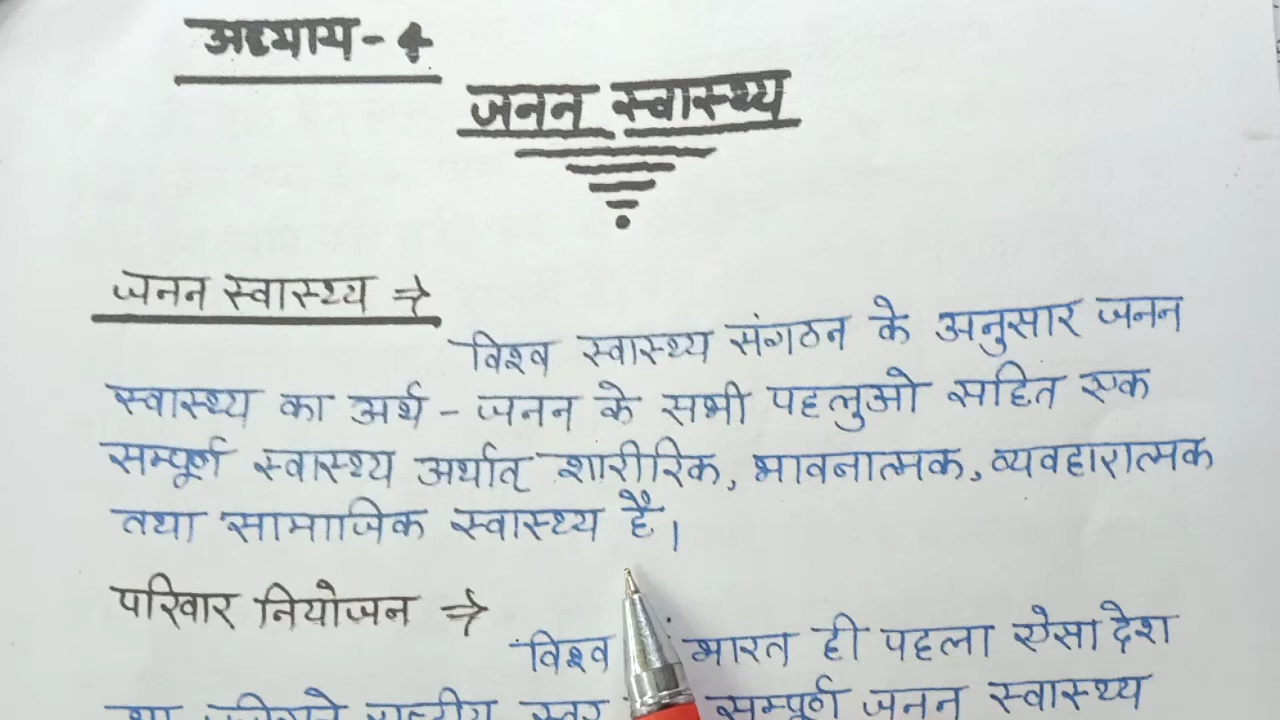 अध्याय - 4
जनन स्वास्थ्य
जनन स्वास्थ्य ⇒
विश्व स्वास्थ्य संगठन के अनुसार जनन
स्वास्थ्य का अर्थ - जनन के सभी पहलुओ सहित एक
सम्पूर्ण स्वास्थ्य अर्थात् शारीरिक, भावनात्मक, व्यवहारात्मक
तथा सामाजिक स्वास्थ्य है।
परिवार नियोजन ⇒
विश्व भारत ही पहला ऐसा देश
स्तर सम्पूर्ण जनन स्वास्थ्य